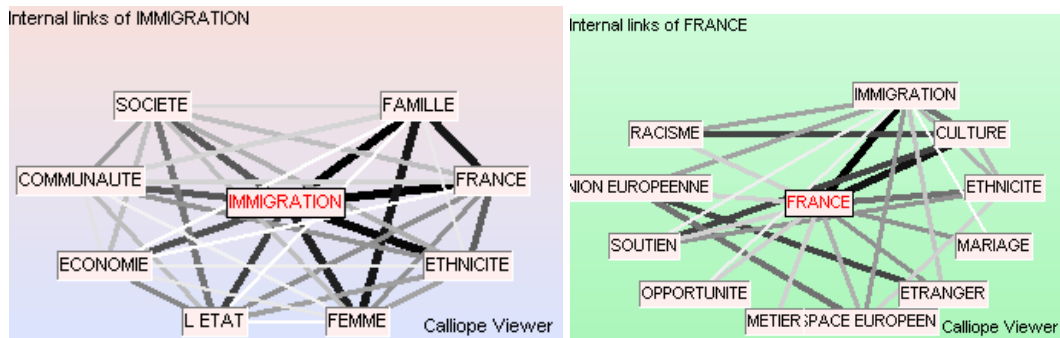 Internal links of IMMIGRATION
SOCIETE
FAMILLE
COMMUNAUTE
FRANCE
IMMIGRATION
ECONOMIE
ETHNICITE
L ETAT
FEMME
Calliope Viewer
Internal links of FRANCE
IMMIGRATION
RACISME
CULTURE
NION EUROPEENNE
ETHNICITE
FRANCE
SOUTIEN
MARIAGE
OPPORTUNITE
ETRANGER
METIER
SPACE EUROPEEN
Calliope Viewer